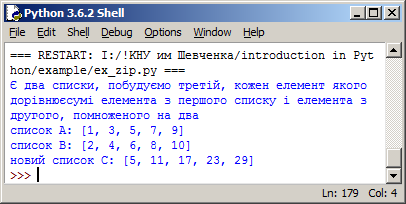 Python 3.6.2 Shell
File Edit Shell Debug Options Window Help
=== RESTART: I:/!КНУ им Шевченка/introduction in Pyt
hon/example/ex_zip.py ===
Є два списки, побудуємо третій, кожен елемент якого
дорівнюєсумі елемента з першого списку і елемента з
другого, помноженого на два
список A: [1, 3, 5, 7, 9]
список B: [2, 4, 6, 8, 10]
новий список C: [5, 11, 17, 23, 29]
>>>
Ln: 179 Col: 4